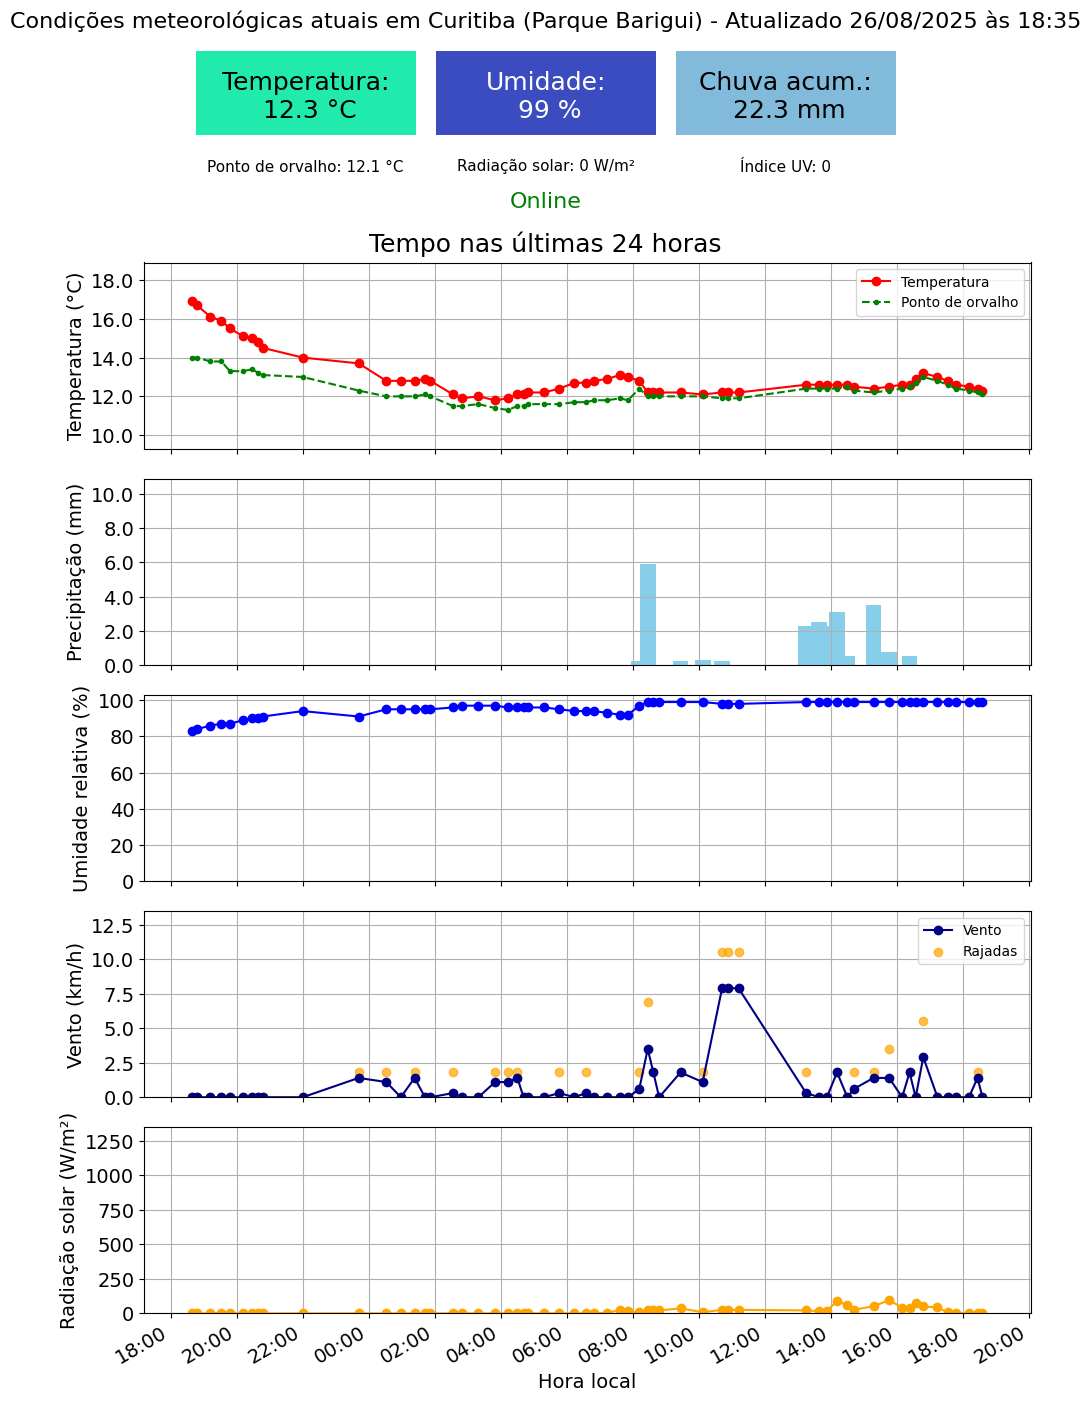 Condições meteorológicas atuais em Curitiba (Parque Barigui) - Atualizado 26/08/2025 às 18:35
Temperatura:
12.3 °C
Umidade:
99 %
Chuva acum.:
22.3 mm
Ponto de orvalho: 12.1 °C
Radiação solar: 0 W/m²
Índice UV: 0
Online
Tempo nas últimas 24 horas
Temperatura (°C)
18.0
16.0
14.0
12.0
10.0
Temperatura
Ponto de orvalho
Precipitação (mm)
10.0
8.0
6.0
4.0
2.0
0.0
Umidade relativa (%)
100
80
60
40
20
0
Vento (km/h)
12.5
10.0
7.5
5.0
2.5
0.0
Vento
Rajadas
Radiação solar (W/m²)
1250
1000
750
500
250
0
18:00
20:00
22:00
00:00
02:00
04:00
06:00
08:00
10:00
12:00
14:00
16:00
18:00
20:00
Hora local